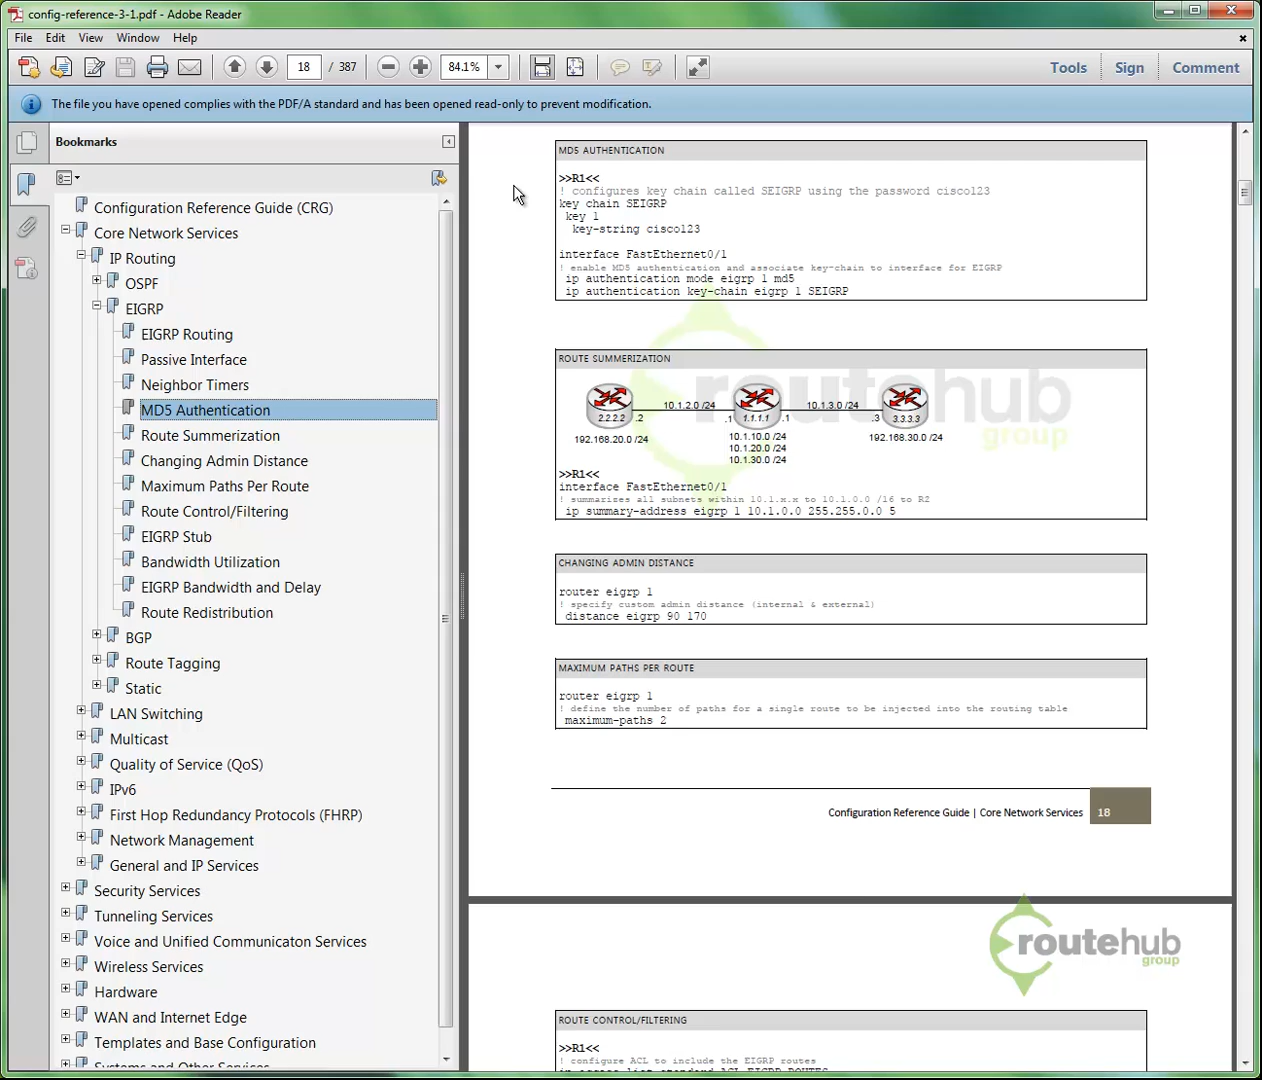 config-reference-3-1.pdf - Adobe Reader
File Edit View Window Help
18 / 387 84.1% Tools Sign Comment
The file you have opened complies with the PDF/A standard and has been opened read-only to prevent modification.
Bookmarks
Configuration Reference Guide (CRG)
Core Network Services
IP Routing
OSPF
EIGRP
EIGRP Routing
Passive Interface
Neighbor Timers
MD5 Authentication
Route Summerization
Changing Admin Distance
Maximum Paths Per Route
Route Control/Filtering
EIGRP Stub
Bandwidth Utilization
EIGRP Bandwidth and Delay
Route Redistribution
BGP
Route Tagging
Static
LAN Switching
Multicast
Quality of Service (QoS)
IPv6
First Hop Redundancy Protocols (FHRP)
Network Management
General and IP Services
Security Services
Tunneling Services
Voice and Unified Communicaton Services
Wireless Services
Hardware
WAN and Internet Edge
Templates and Base Configuration
Systems and Other Services
MD5 AUTHENTICATION
>>R1<<
! configures key chain called SEIGRP using the password cisco123
key chain SEIGRP
key 1
key-string cisco123
interface FastEthernet0/1
! enable MD5 authentication and associate key-chain to interface for EIGRP
ip authentication mode eigrp 1 md5
ip authentication key-chain eigrp 1 SEIGRP
ROUTE SUMMERIZATION
routehub
group
10.1.2.0 /24 10.1.3.0 /24
2.2.2.2 .2 .1 1.1.1.1 .1 .3 3.3.3.3
192.168.20.0 /24 10.1.10.0 /24 192.168.30.0 /24
10.1.20.0 /24
10.1.30.0 /24
>>R1<<
interface FastEthernet0/1
! summarizes all subnets within 10.1.x.x to 10.1.0.0 /16 to R2
ip summary-address eigrp 1 10.1.0.0 255.255.0.0 5
CHANGING ADMIN DISTANCE
router eigrp 1
! specify custom admin distance (internal & external)
distance eigrp 90 170
MAXIMUM PATHS PER ROUTE
router eigrp 1
! define the number of paths for a single route to be injected into the routing table
maximum-paths 2
Configuration Reference Guide | Core Network Services 18
routehub
group
ROUTE CONTROL/FILTERING
>>R1<<
! configure ACL to include the EIGRP routes
ip access-list standard ACL-EIGRP-ROUTES